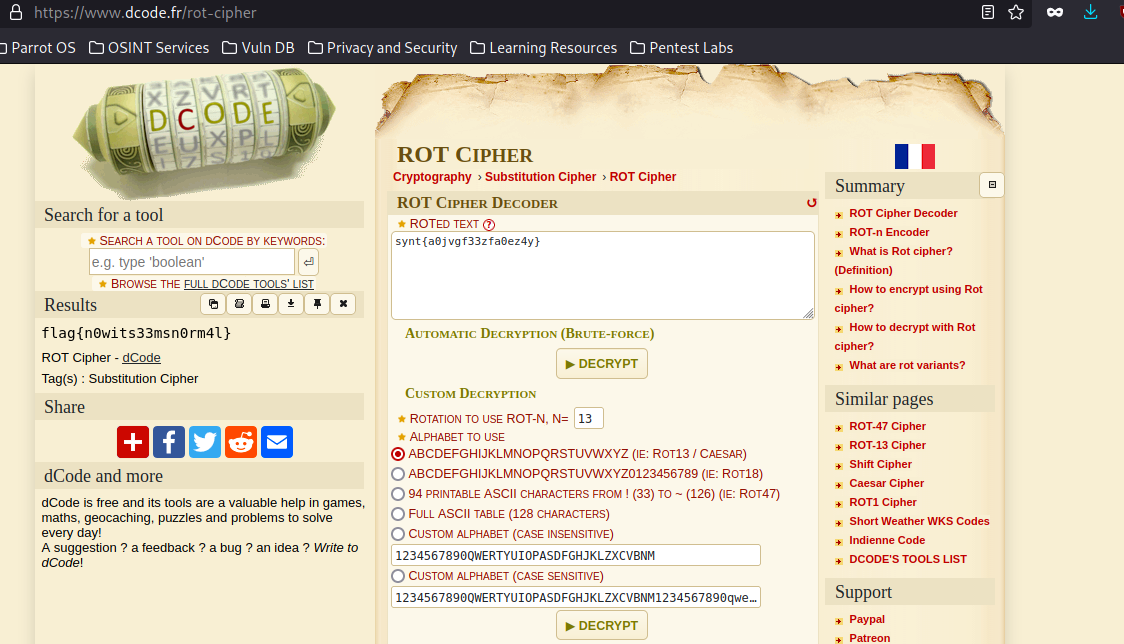 https://www.dcode.fr/rot-cipher
Parrot OS OSINT Services Vuln DB Privacy and Security Learning Resources Pentest Labs
X Z V R T
D C O D E
E U X P L
Search for a tool
SEARCH A TOOL ON DCODE BY KEYWORDS:
e.g. type 'boolean'
BROWSE THE FULL DCODE TOOLS' LIST
Results
flag{n0wits33msn0rm4l}
ROT Cipher - dCode
Tag(s) : Substitution Cipher
Share
dCode and more
dCode is free and its tools are a valuable help in games,
maths, geocaching, puzzles and problems to solve
every day!
A suggestion ? a feedback ? a bug ? an idea ? Write to
dCode!
ROT CIPHER
Cryptography › Substitution Cipher › ROT Cipher
ROT CIPHER DECODER
ROTED TEXT ?
synt{a0jvgf33zfa0ez4y}
AUTOMATIC DECRYPTION (BRUTE-FORCE)
▶ DECRYPT
CUSTOM DECRYPTION
ROTATION TO USE ROT-N, N= 13
ALPHABET TO USE
ABCDEFGHIJKLMNOPQRSTUVWXYZ (IE: ROT13 / CAESAR)
ABCDEFGHIJKLMNOPQRSTUVWXYZ0123456789 (IE: ROT18)
94 PRINTABLE ASCII CHARACTERS FROM ! (33) TO ~ (126) (IE: ROT47)
FULL ASCII TABLE (128 CHARACTERS)
CUSTOM ALPHABET (CASE INSENSITIVE)
1234567890QWERTYUIOPASDFGHJKLZXCVBNM
CUSTOM ALPHABET (CASE SENSITIVE)
1234567890QWERTYUIOPASDFGHJKLZXCVBNM1234567890qwe…
▶ DECRYPT
Summary
ROT Cipher Decoder
ROT-n Encoder
What is Rot cipher?
(Definition)
How to encrypt using Rot
cipher?
How to decrypt with Rot
cipher?
What are rot variants?
Similar pages
ROT-47 Cipher
ROT-13 Cipher
Shift Cipher
Caesar Cipher
ROT1 Cipher
Short Weather WKS Codes
Indienne Code
DCODE'S TOOLS LIST
Support
Paypal
Patreon